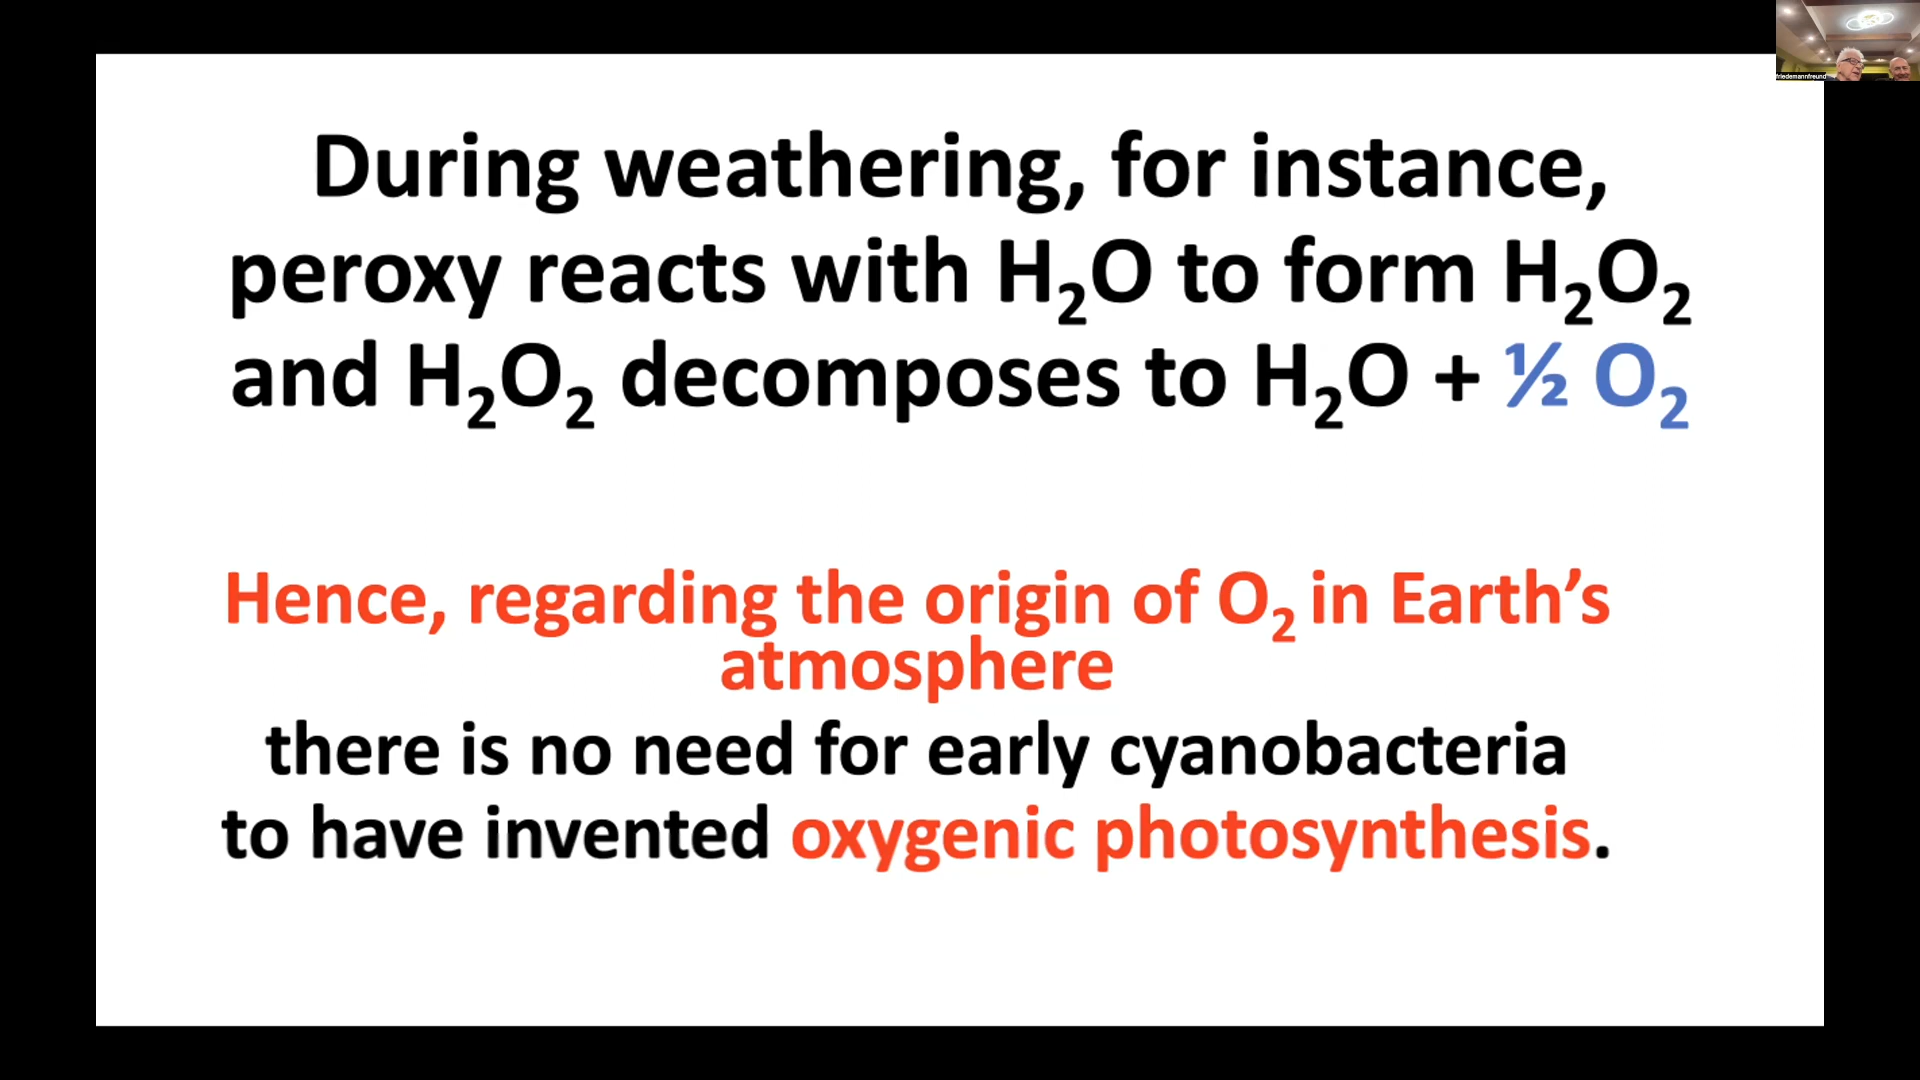 During weathering, for instance,
peroxy reacts with H₂O to form H₂O₂
and H₂O₂ decomposes to H₂O + ½ O₂
Hence, regarding the origin of O₂ in Earth’s
atmosphere
there is no need for early cyanobacteria
to have invented oxygenic photosynthesis.
friedemannfreund